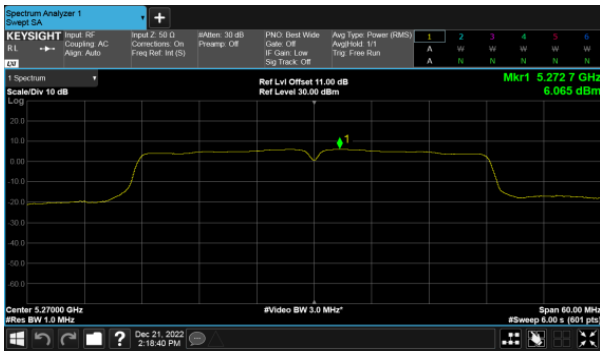 Spectrum Analyzer 1
Swept SA
KEYSIGHT Input: RF Input Z: 50 Ω #Atten: 30 dB PNO: Best Wide Avg Type: Power (RMS) 1 2 3 4 5 6
RL Coupling: AC Corrections: On Preamp: Off Gate: Off Avg|Hold: 1/1 A W W W W W
Align: Auto Freq Ref: Int (S) IF Gain: Low Trig: Free Run
Sig Track: Off A N N N N N
LXI
1 Spectrum Ref Lvl Offset 11.00 dB Mkr1 5.272 7 GHz
Scale/Div 10 dB Ref Level 30.00 dBm 6.065 dBm
Log
20.0
10.0
1
0.00
-10.0
-20.0
-30.0
-40.0
-50.0
-60.0
Center 5.27000 GHz #Video BW 3.0 MHz* Span 60.00 MHz
#Res BW 1.0 MHz #Sweep 6.00 s (601 pts)
? Dec 21, 2022
2:18:40 PM